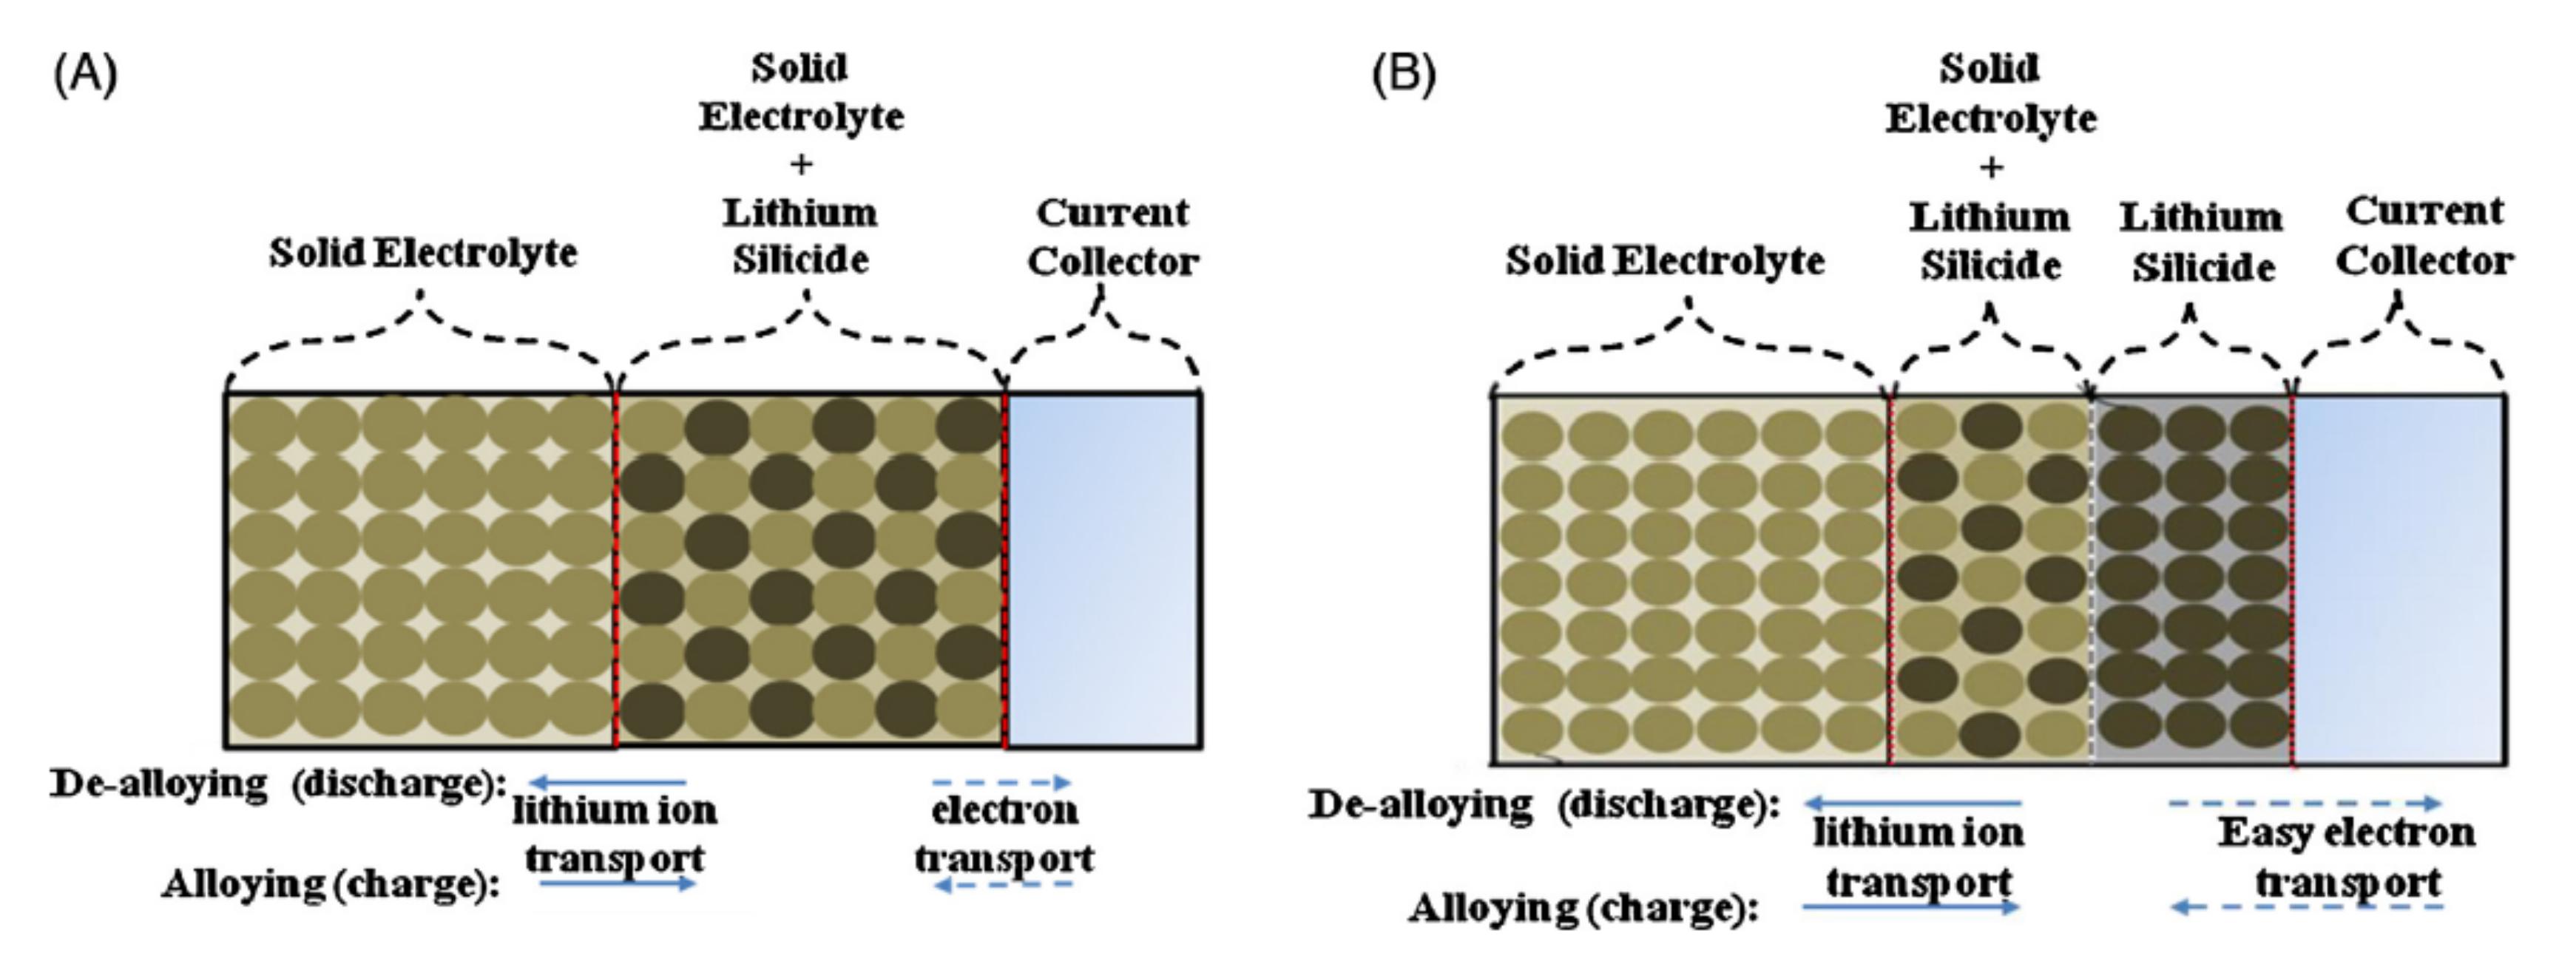 (A)
Solid
Electrolyte
+
Lithium
Silicide
Solid Electrolyte
Current
Collector
De-alloying (discharge):
lithium ion
transport
electron
transport
Alloying (charge):
(B)
Solid
Electrolyte
+
Lithium
Silicide
Solid Electrolyte
Lithium
Silicide
Current
Collector
De-alloying (discharge):
lithium ion
transport
Easy electron
transport
Alloying (charge):